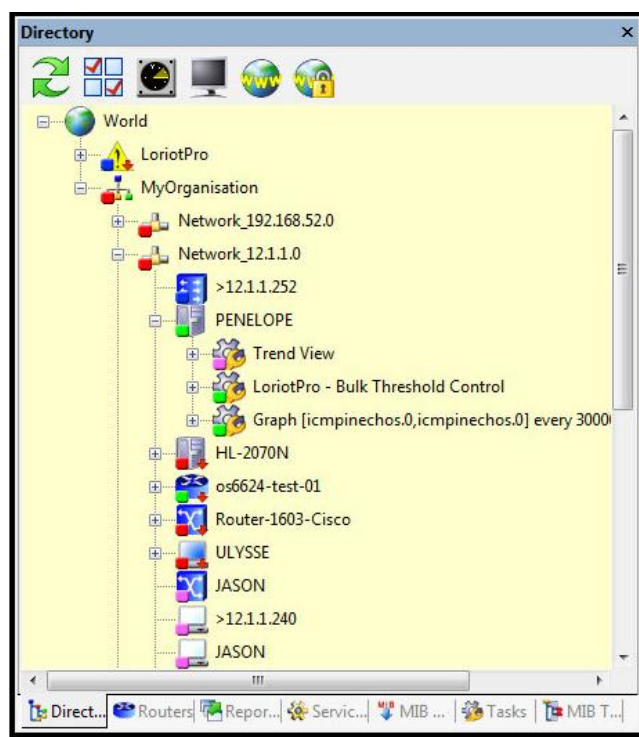 Directory
World
LoriotPro
MyOrganisation
Network_192.168.52.0
Network_12.1.1.0
>12.1.1.252
PENELOPE
Trend View
LoriotPro - Bulk Threshold Control
Graph [icmpinechos.0,icmpinechos.0] every 3000
HL-2070N
os6624-test-01
Router-1603-Cisco
ULYSSE
JASON
>12.1.1.240
JASON
Direct... Routers Repor... Servic... MIB ... Tasks MIB T...